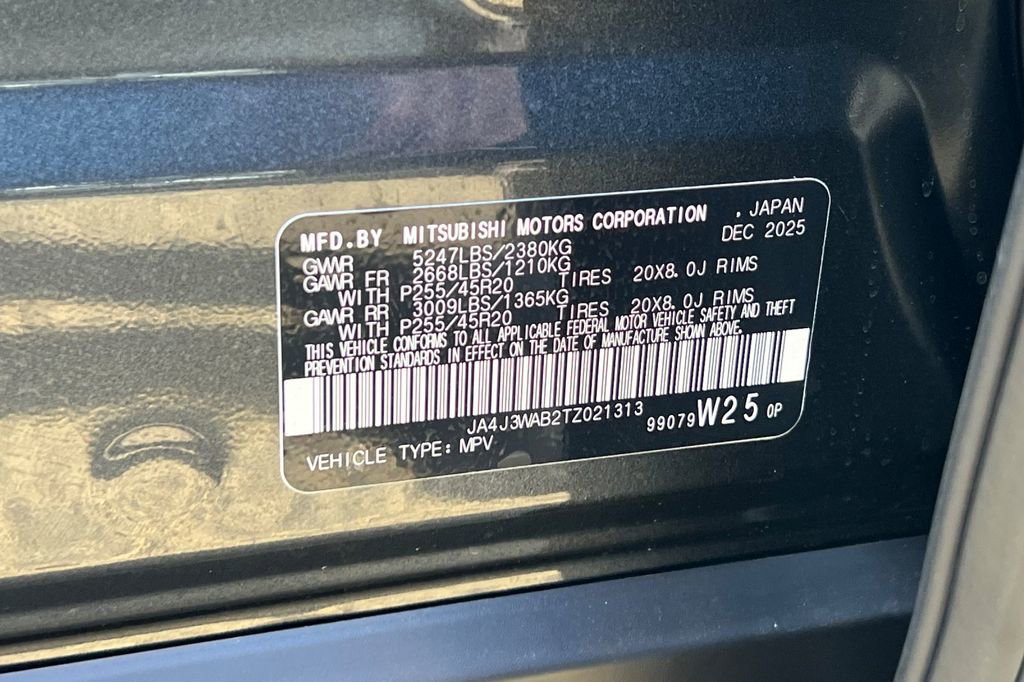 MFD.BY MITSUBISHI MOTORS CORPORATION , JAPAN
DEC 2025
GVWR 5247LBS/2380KG
GAWR FR 2668LBS/1210KG
WITH P255/45R20 TIRES 20X8.0J RIMS
GAWR RR 3009LBS/1365KG
WITH P255/45R20 TIRES 20X8.0J RIMS
THIS VEHICLE CONFORMS TO ALL APPLICABLE FEDERAL MOTOR VEHICLE SAFETY AND THEFT
PREVENTION STANDARDS IN EFFECT ON THE DATE OF MANUFACTURE SHOWN ABOVE.
JA4J3WAB2TZ021313
VEHICLE TYPE: MPV 99079 W25 0P